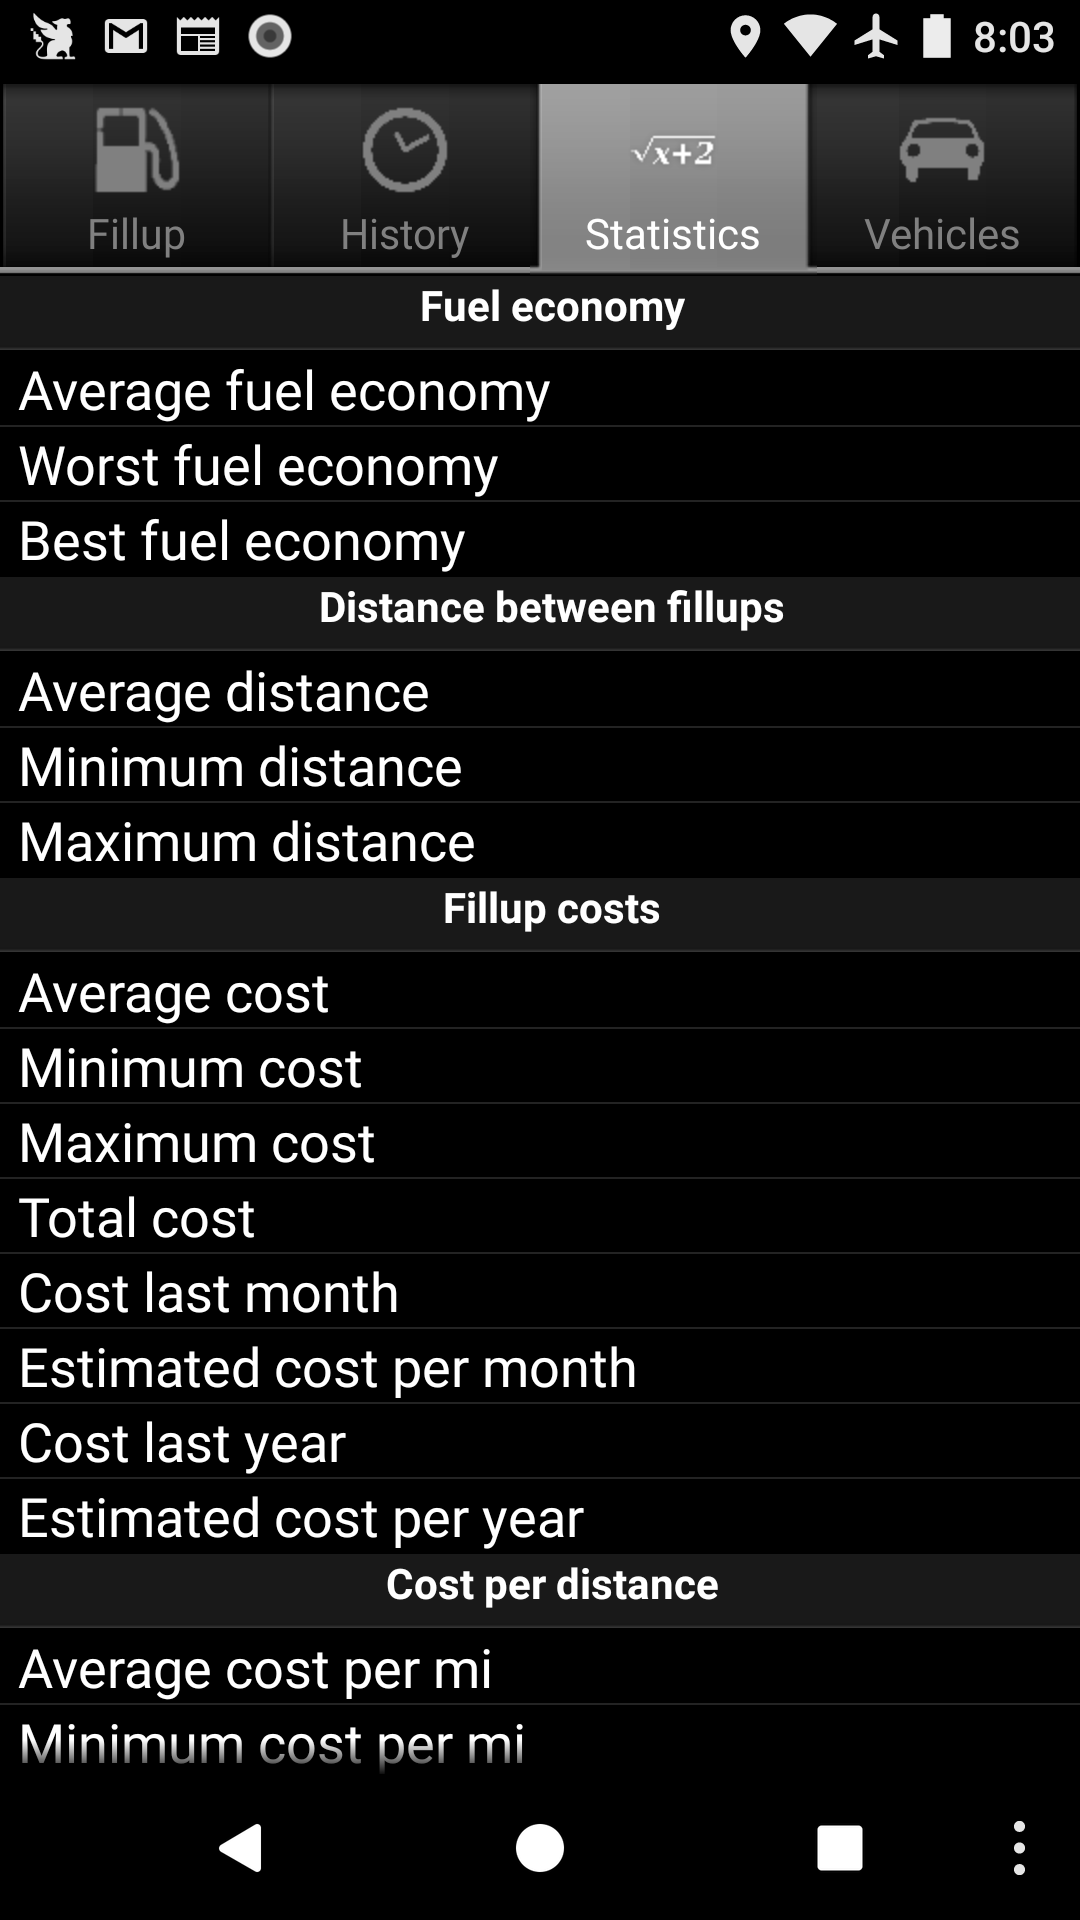 8:03
Fillup
History
√x+2
Statistics
Vehicles
Fuel economy
Average fuel economy
Worst fuel economy
Best fuel economy
Distance between fillups
Average distance
Minimum distance
Maximum distance
Fillup costs
Average cost
Minimum cost
Maximum cost
Total cost
Cost last month
Estimated cost per month
Cost last year
Estimated cost per year
Cost per distance
Average cost per mi
Minimum cost per mi